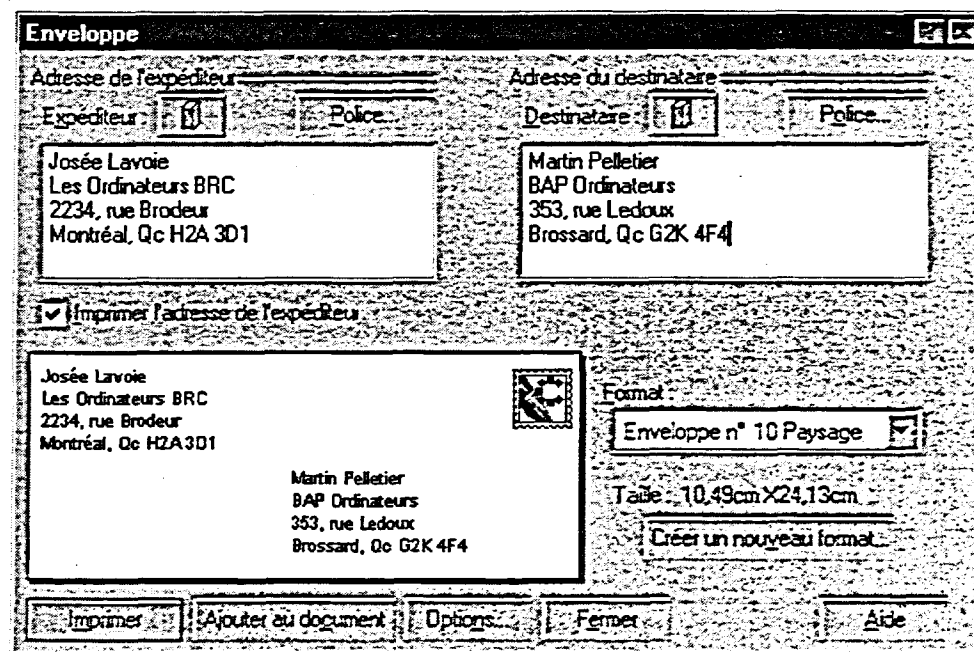 Enveloppe
Adresse de l'expéditeur
Adresse du destinataire
Expéditeur :
Police...
Destinataire :
Police...
Josée Lavoie
Les Ordinateurs BRC
2234, rue Brodeur
Montréal, Qc H2A 3D1
Martin Pelletier
BAP Ordinateurs
353, rue Ledoux
Brossard, Qc G2K 4F4
Imprimer l'adresse de l'expéditeur
Josée Lavoie
Les Ordinateurs BRC
2234, rue Brodeur
Montréal, Qc H2A 3D1
Martin Pelletier
BAP Ordinateurs
353, rue Ledoux
Brossard, Qc G2K 4F4
Format :
Enveloppe n° 10 Paysage
Taille : 10,49cm X 24,13cm
Créer un nouveau format...
Imprimer
Ajouter au document
Options...
Fermer
Aide